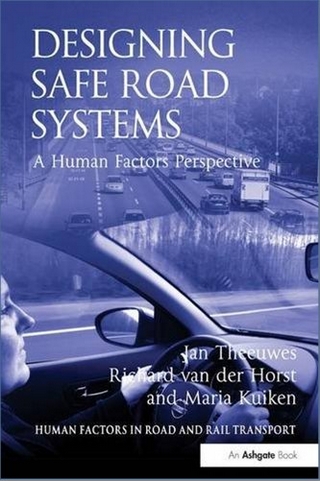 DESIGNING
SAFE ROAD
SYSTEMS
A Human Factors Perspective
Jan Theeuwes
Richard van der Horst
and Maria Kuiken
HUMAN FACTORS IN ROAD AND RAIL TRANSPORT
An Ashgate Book